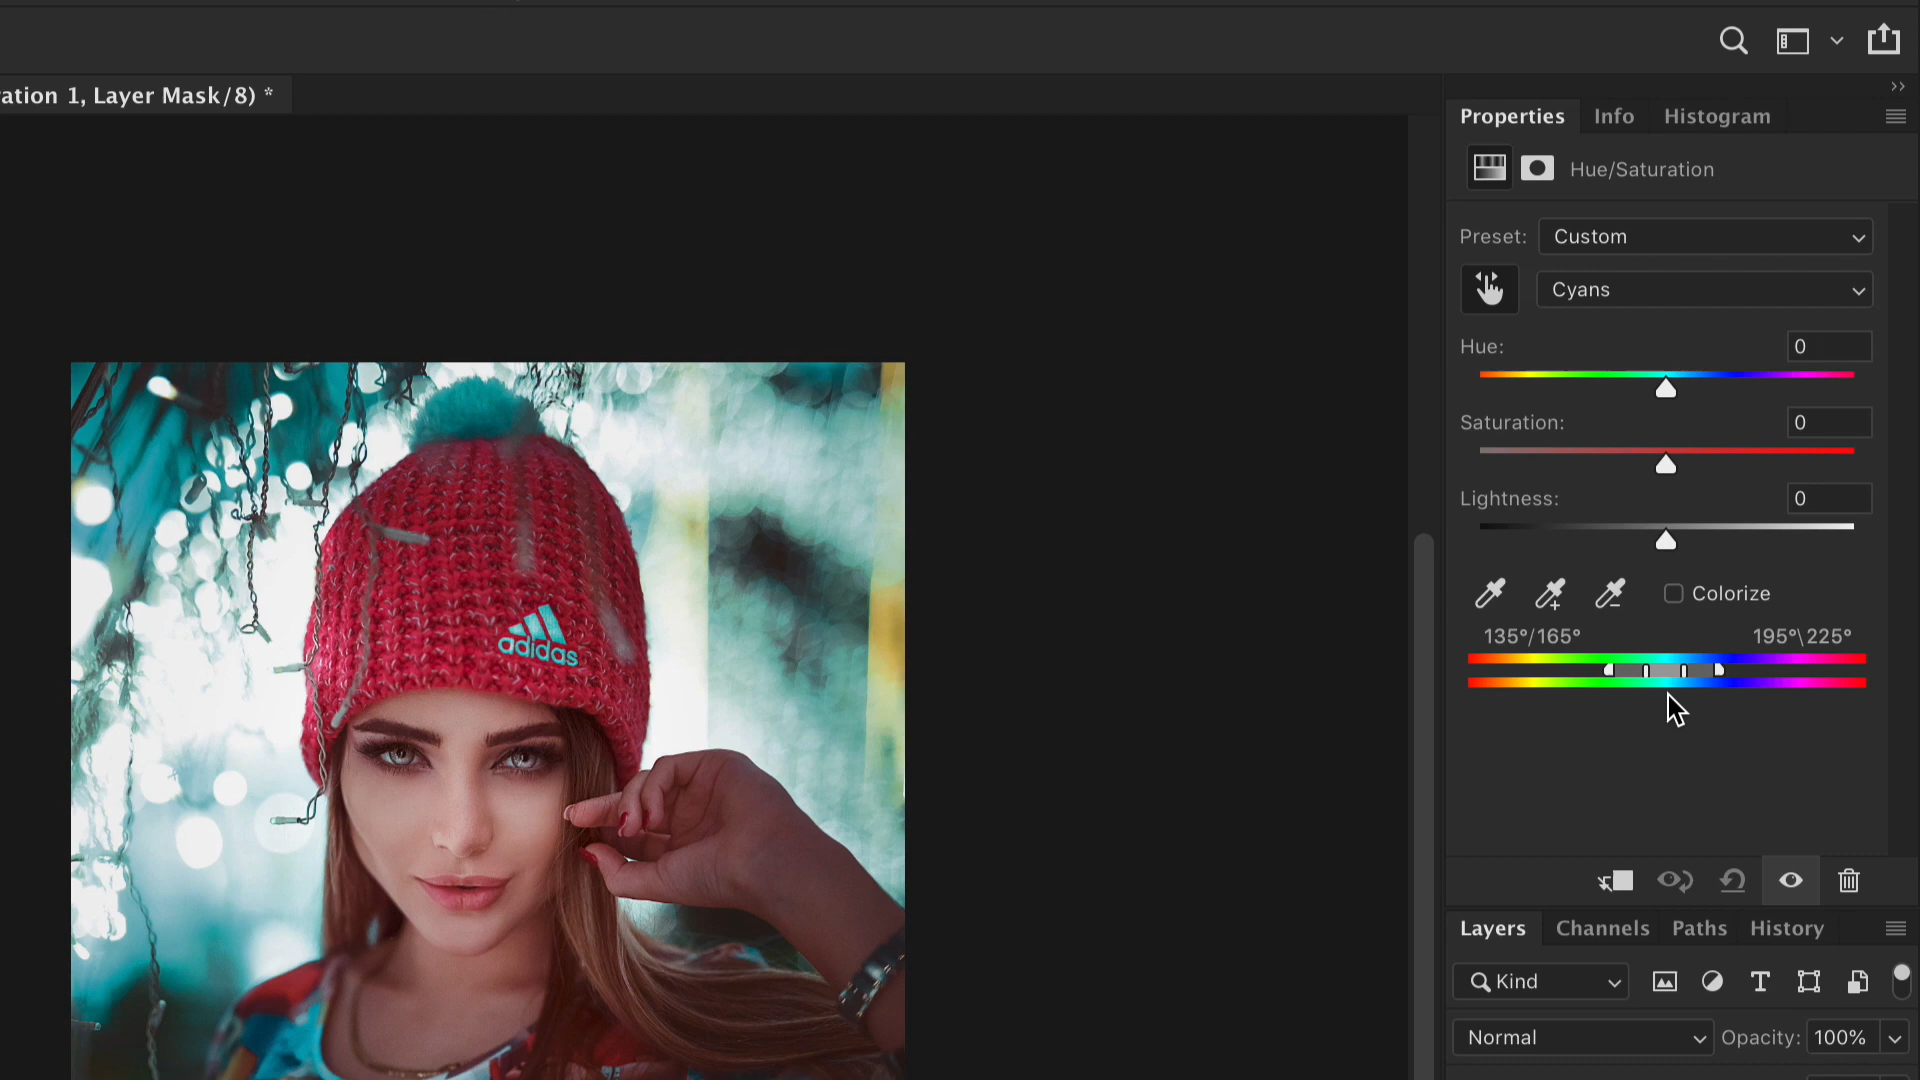 ation 1, Layer Mask/8) *
Properties Info Histogram
Hue/Saturation
Preset: Custom
Cyans
Hue: 0
Saturation: 0
Lightness: 0
Colorize
135°/165° 195°\225°
adidas
Layers Channels Paths History
Kind
Normal Opacity: 100%